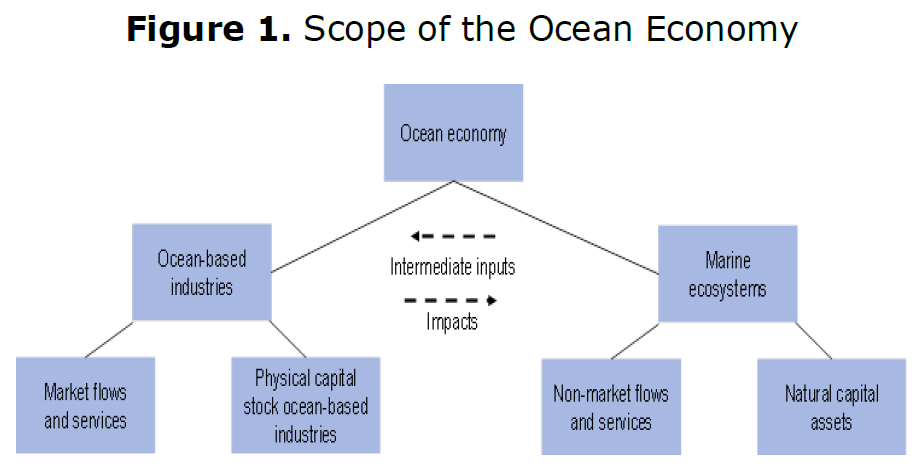 Figure 1. Scope of the Ocean Economy
Ocean economy
Ocean-based
industries
Intermediate inputs
Impacts
Marine
ecosystems
Market flows
and services
Physical capital
stock ocean-based
industries
Non-market flows
and services
Natural capital
assets